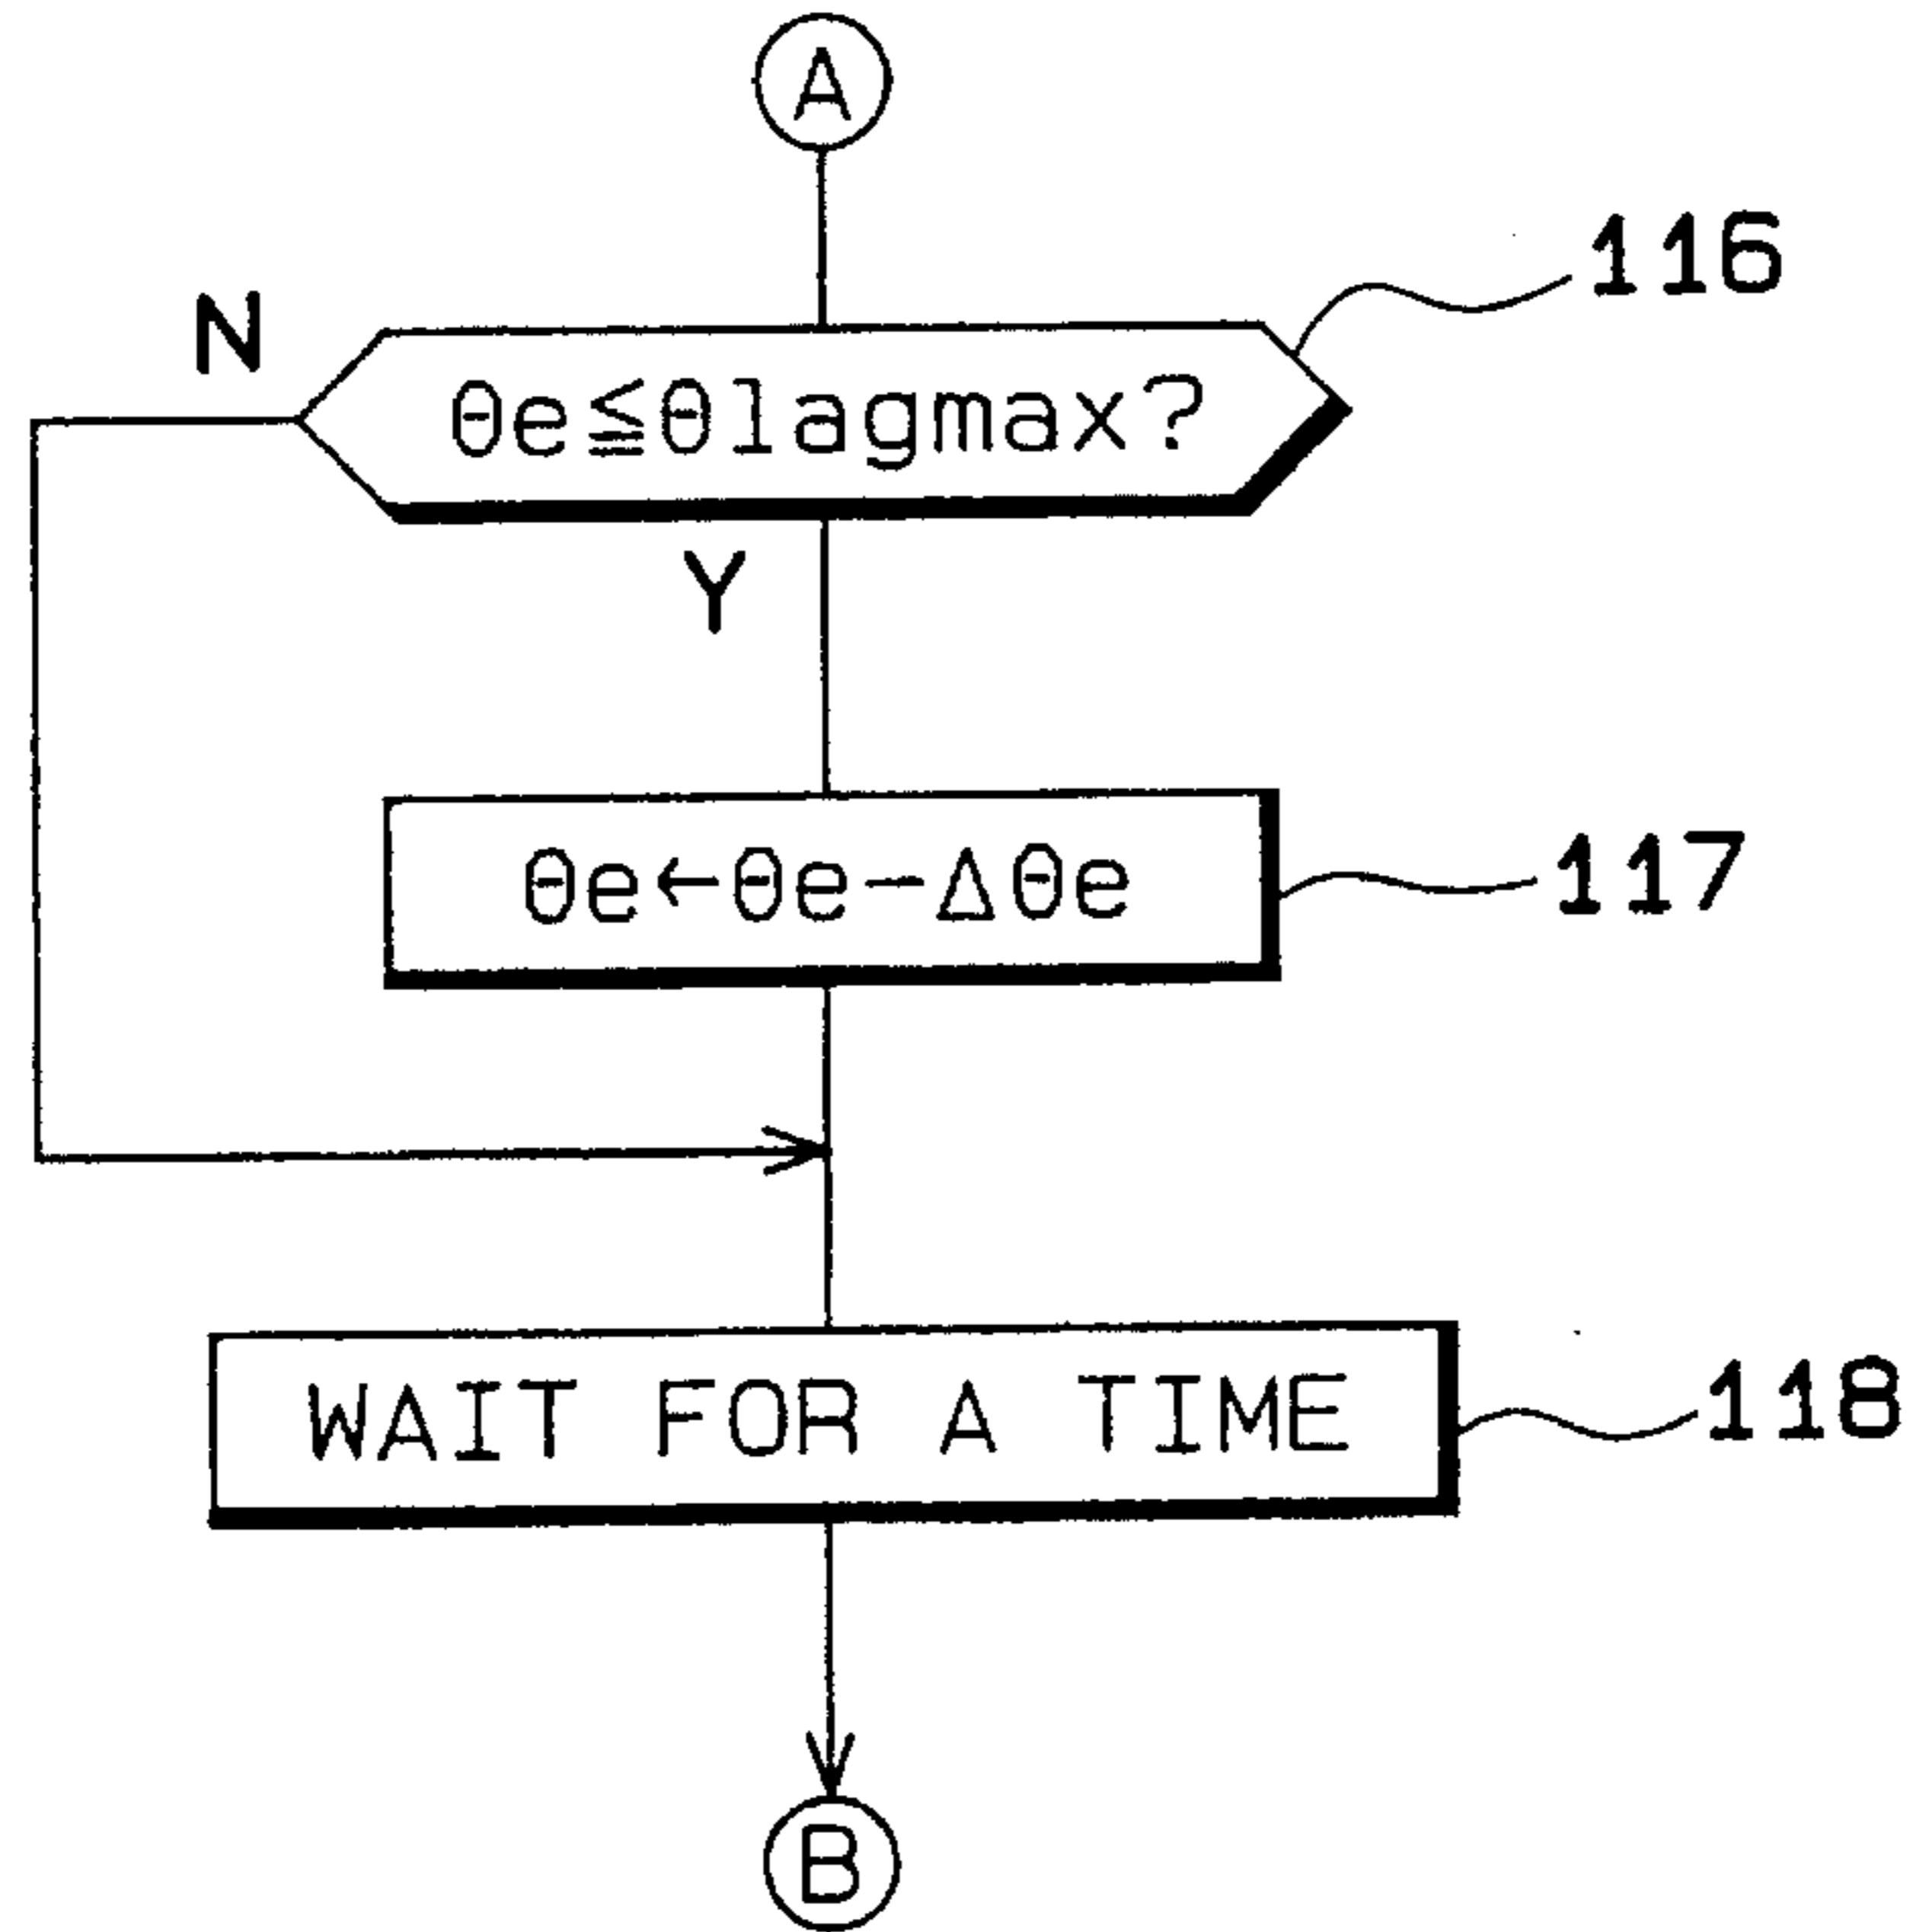 A
116
N
θe≦θlagmax?
Y
θe←θe-Δθe
117
WAIT FOR A TIME
118
B